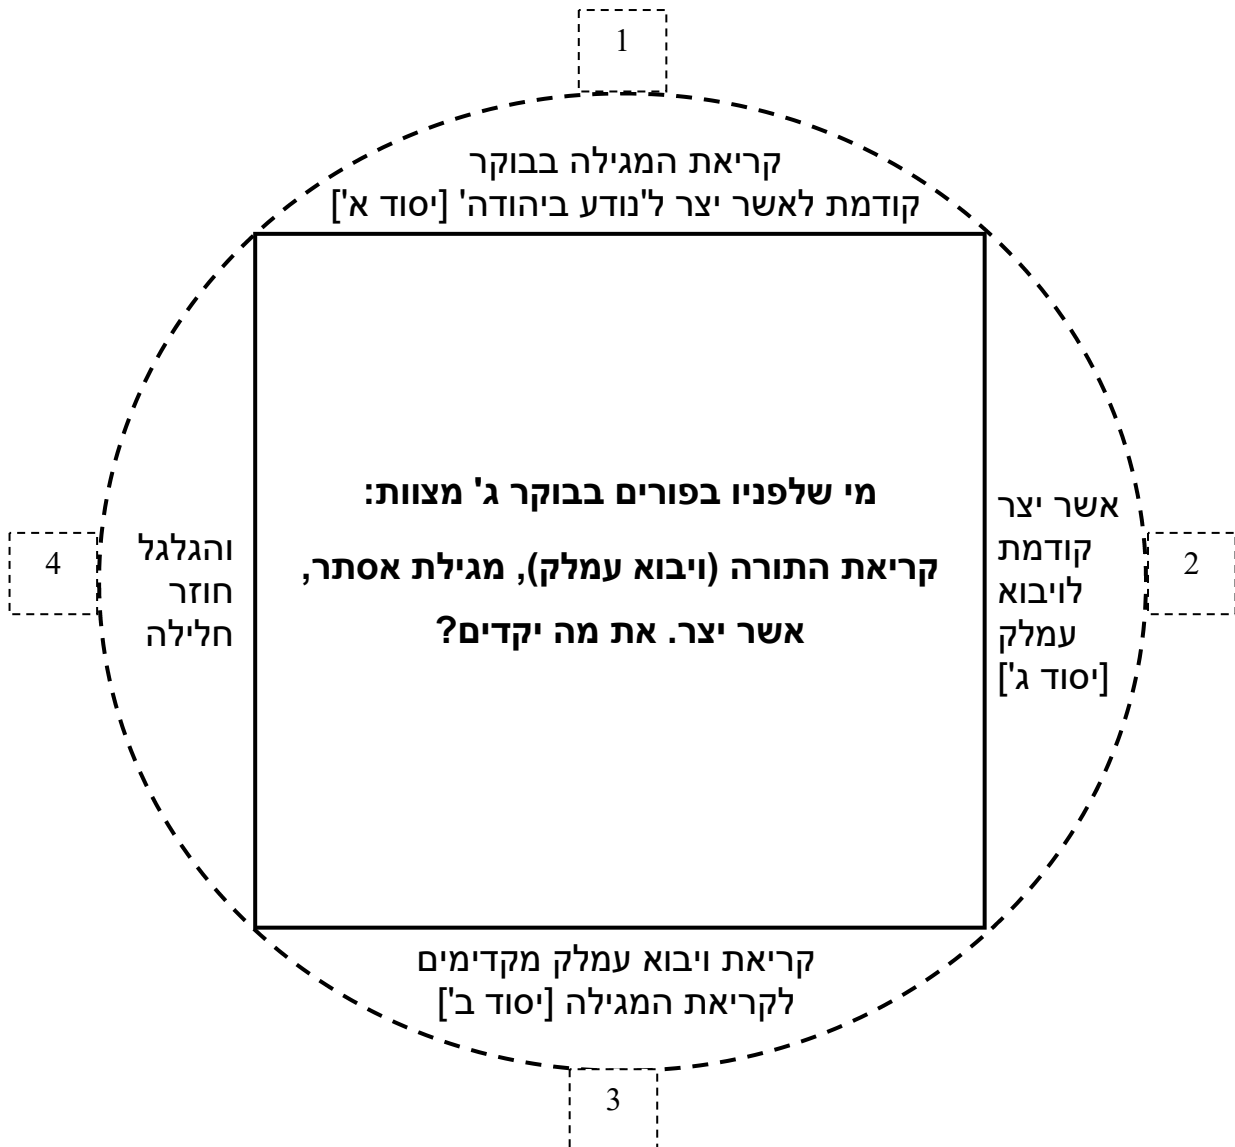 1
קריאת המגילה בבוקר
קודמת לאשר יצר ל'נודע ביהודה' [יסוד א']
מי שלפניו בפורים בבוקר ג' מצוות:
קריאת התורה (ויבוא עמלק), מגילת אסתר,
אשר יצר. את מה יקדים?
אשר יצר
קודמת
לויבוא
עמלק
[יסוד ג']
2
קריאת ויבוא עמלק מקדימים
לקריאת המגילה [יסוד ב']
3
והגלגל
חוזר
חלילה
4